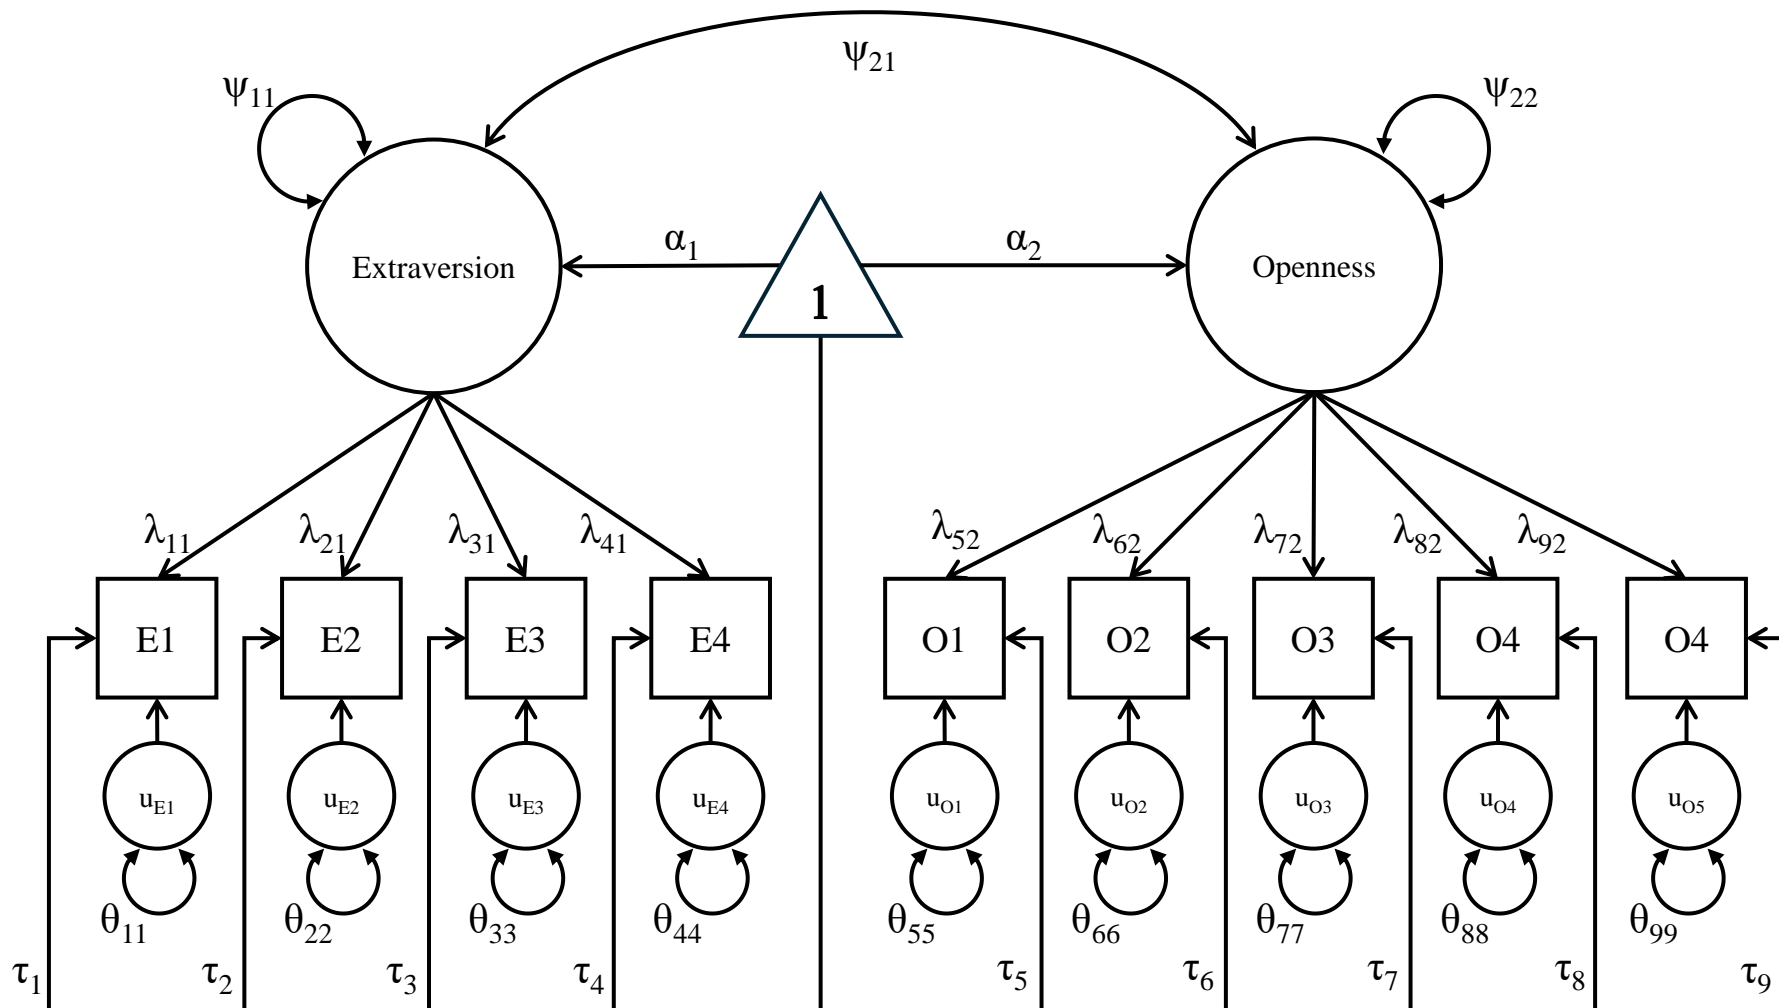 ψ21
ψ11
ψ22
α1
α2
Extraversion
1
Openness
λ11
λ21
λ31
λ41
λ52
λ62
λ72
λ82
λ92
E1
E2
E3
E4
O1
O2
O3
O4
O4
uE1
uE2
uE3
uE4
uO1
uO2
uO3
uO4
uO5
θ11
θ22
θ33
θ44
θ55
θ66
θ77
θ88
θ99
τ1
τ2
τ3
τ4
τ5
τ6
τ7
τ8
τ9